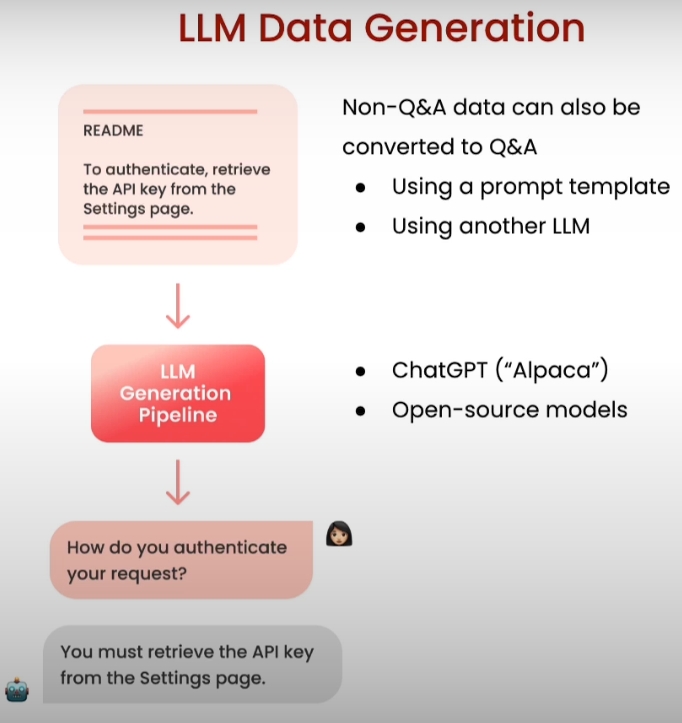 LLM Data Generation
README
To authenticate, retrieve
the API key from the
Settings page.
Non-Q&A data can also be
converted to Q&A
● Using a prompt template
● Using another LLM
LLM
Generation
Pipeline
● ChatGPT (“Alpaca”)
● Open-source models
How do you authenticate
your request?
You must retrieve the API key
from the Settings page.